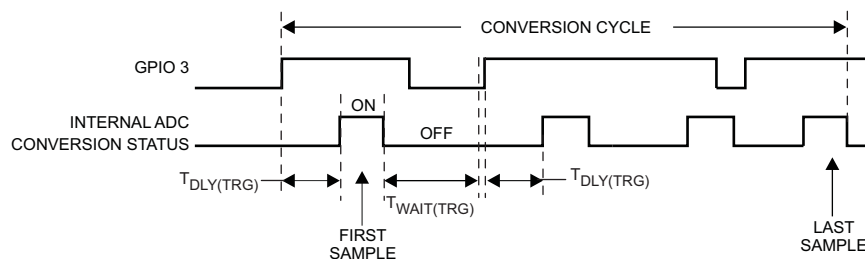 CONVERSION CYCLE
GPIO 3
ON
INTERNAL ADC
CONVERSION STATUS
OFF
TDLY(TRG)
TWAIT(TRG)
TDLY(TRG)
FIRST
SAMPLE
LAST
SAMPLE